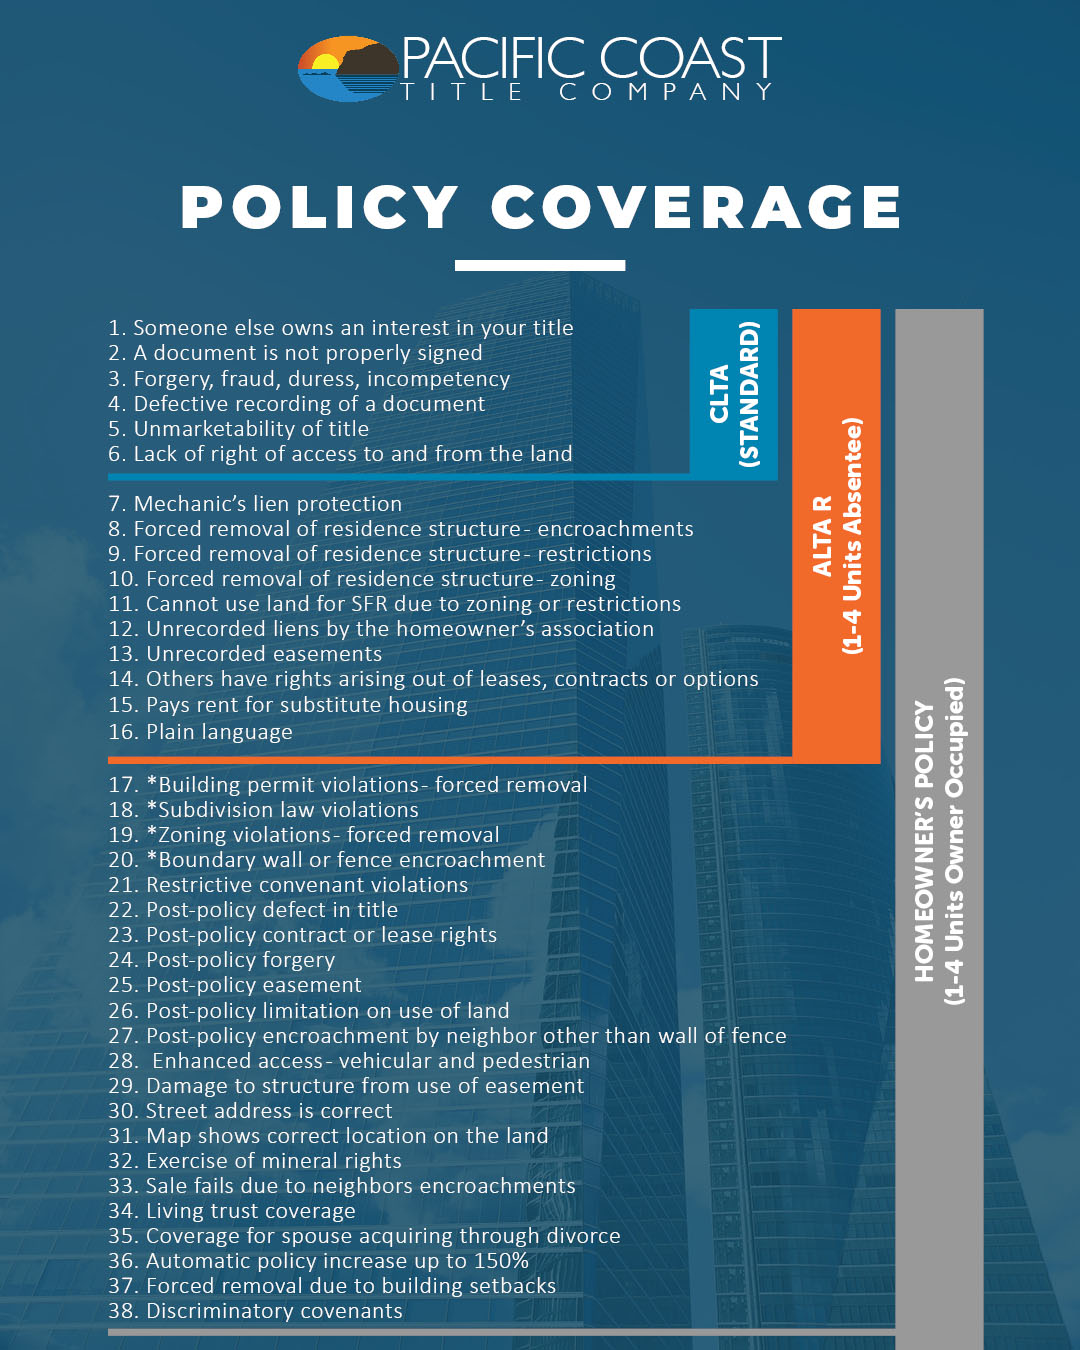 PACIFIC COAST
TITLE COMPANY
POLICY COVERAGE
1. Someone else owns an interest in your title
2. A document is not properly signed
3. Forgery, fraud, duress, incompetency
4. Defective recording of a document
5. Unmarketability of title
6. Lack of right of access to and from the land
CLTA
(STANDARD)
7. Mechanic’s lien protection
8. Forced removal of residence structure- encroachments
9. Forced removal of residence structure- restrictions
10. Forced removal of residence structure- zoning
11. Cannot use land for SFR due to zoning or restrictions
12. Unrecorded liens by the homeowner’s association
13. Unrecorded easements
14. Others have rights arising out of leases, contracts or options
15. Pays rent for substitute housing
16. Plain language
ALTA R
(1-4 Units Absentee)
17. *Building permit violations- forced removal
18. *Subdivision law violations
19. *Zoning violations- forced removal
20. *Boundary wall or fence encroachment
21. Restrictive convenant violations
22. Post-policy defect in title
23. Post-policy contract or lease rights
24. Post-policy forgery
25. Post-policy easement
26. Post-policy limitation on use of land
27. Post-policy encroachment by neighbor other than wall of fence
28. Enhanced access- vehicular and pedestrian
29. Damage to structure from use of easement
30. Street address is correct
31. Map shows correct location on the land
32. Exercise of mineral rights
33. Sale fails due to neighbors encroachments
34. Living trust coverage
35. Coverage for spouse acquiring through divorce
36. Automatic policy increase up to 150%
37. Forced removal due to building setbacks
38. Discriminatory covenants
HOMEOWNER’S POLICY
(1-4 Units Owner Occupied)